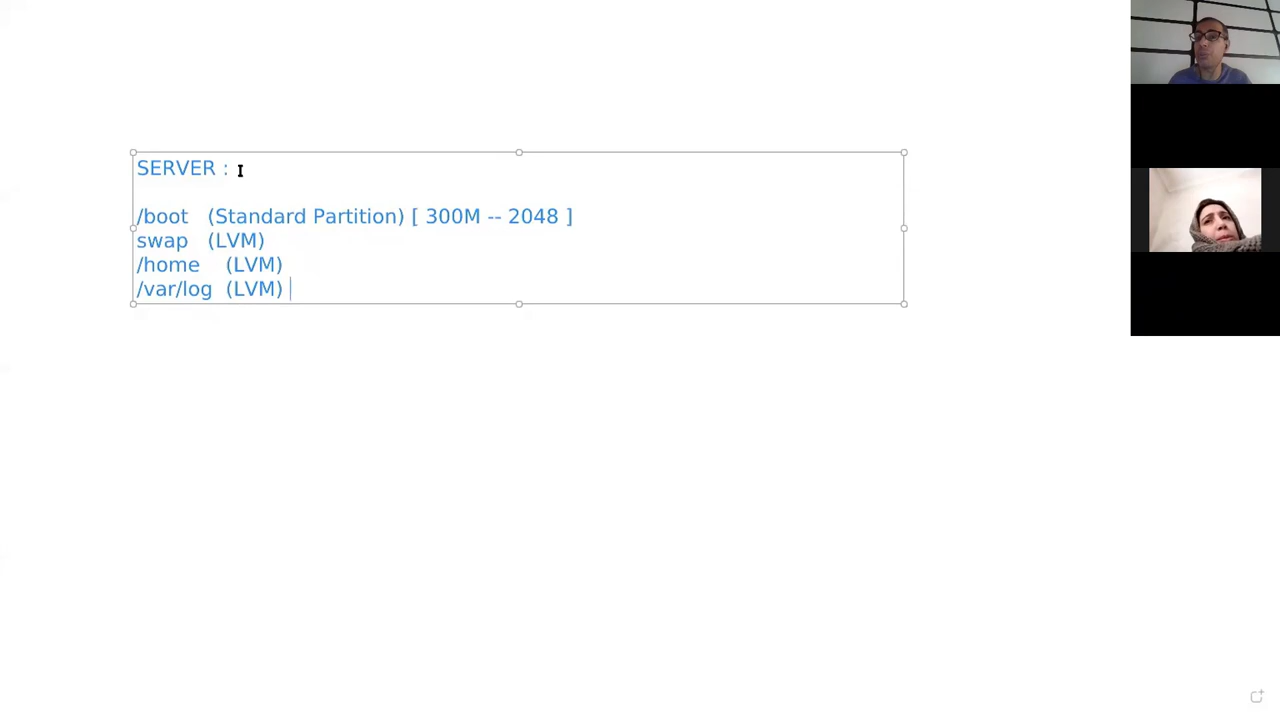 SERVER :
/boot (Standard Partition) [ 300M -- 2048 ]
swap (LVM)
/home (LVM)
/var/log (LVM)